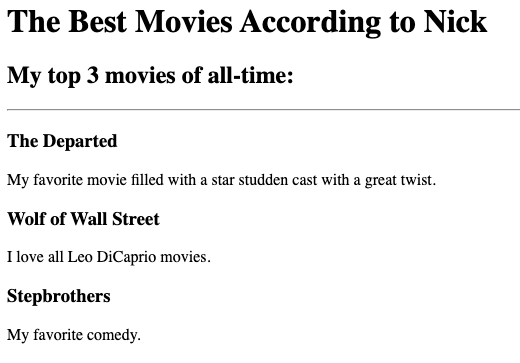 The Best Movies According to Nick
My top 3 movies of all-time:
The Departed
My favorite movie filled with a star studden cast with a great twist.
Wolf of Wall Street
I love all Leo DiCaprio movies.
Stepbrothers
My favorite comedy.